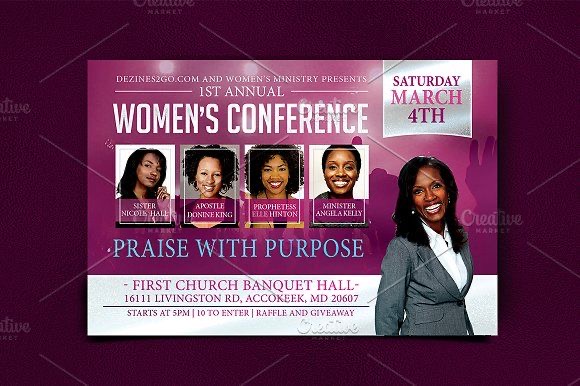 DEZINES2GO.COM AND WOMEN'S MINISTRY PRESENTS
1ST ANNUAL
WOMEN'S CONFERENCE
SATURDAY
MARCH
4TH
SISTER
NICOLE HALL
APOSTLE
DONINE KING
PROPHETESS
ELLE HINTON
MINISTER
ANGELA KELLY
PRAISE WITH PURPOSE
- FIRST CHURCH BANQUET HALL-
16111 LIVINGSTON RD, ACCOKEEK, MD 20607
STARTS AT 5PM | 10 TO ENTER | RAFFLE AND GIVEAWAY
Creative
MARKET